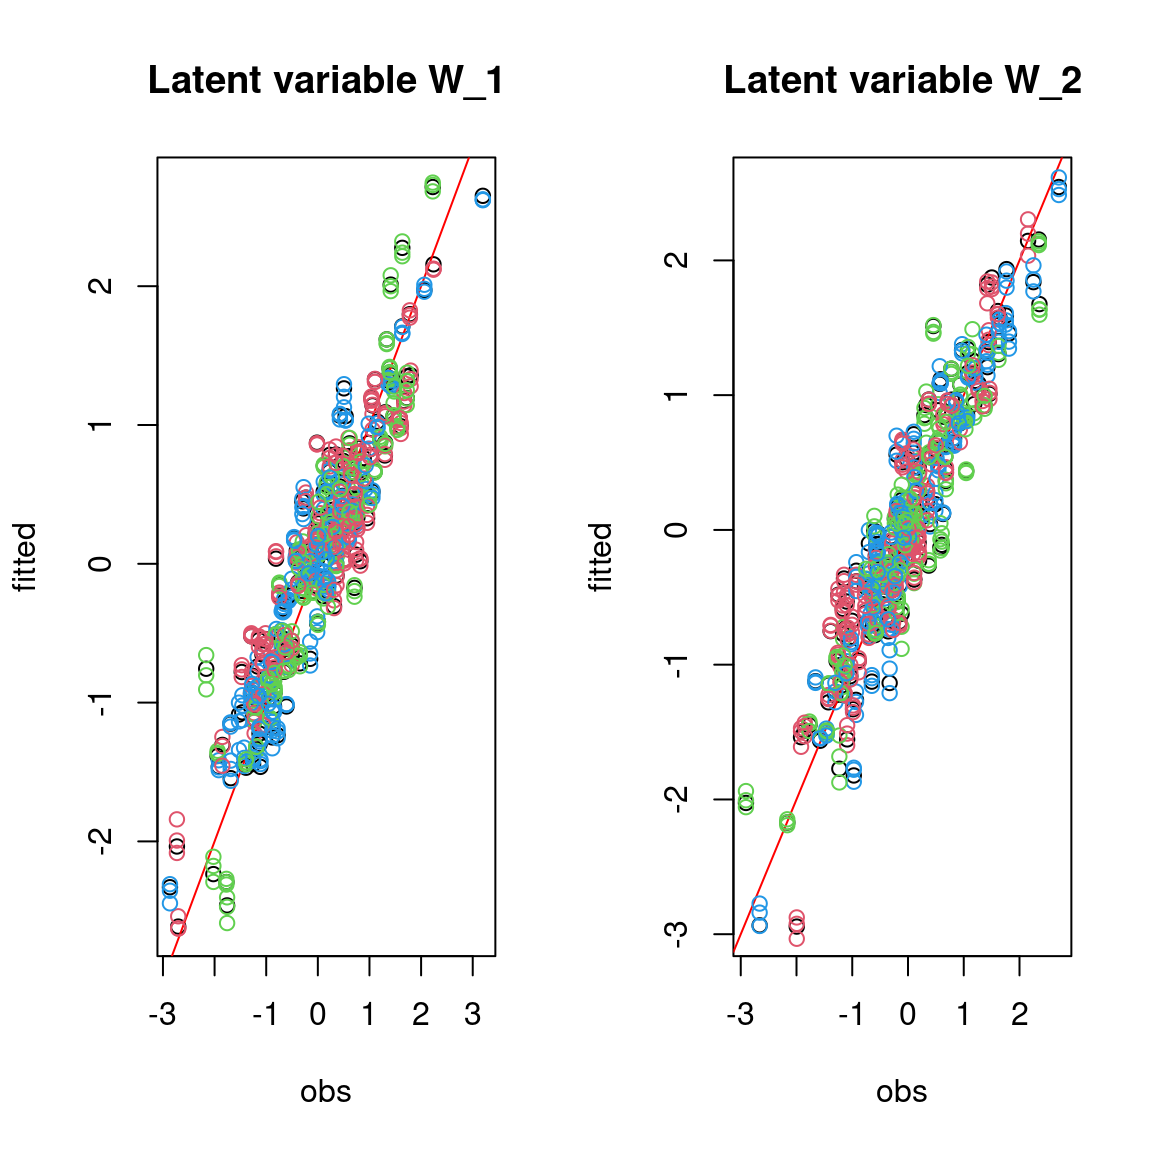 Latent variable W_1
fitted
2
1
0
-1
-2
-3 -1 0 1 2 3
obs
Latent variable W_2
fitted
2
1
0
-1
-2
-3
-3 -1 0 1 2
obs